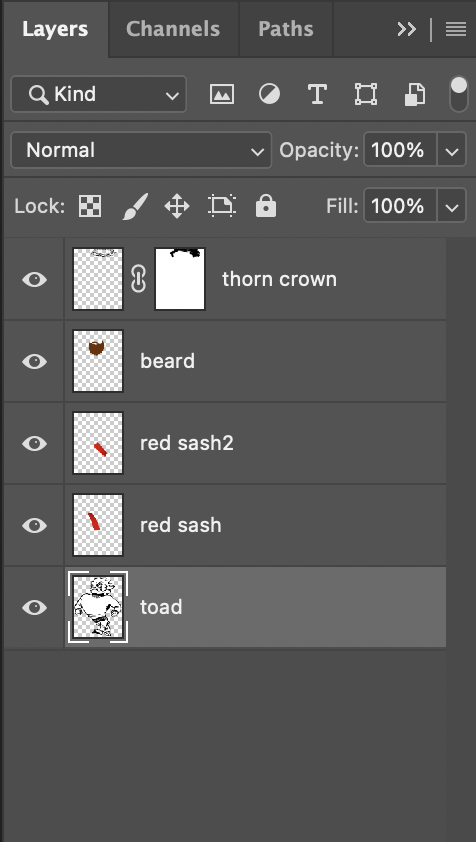 Layers Channels Paths
Kind
Normal Opacity: 100%
Lock: Fill: 100%
thorn crown
beard
red sash2
red sash
toad